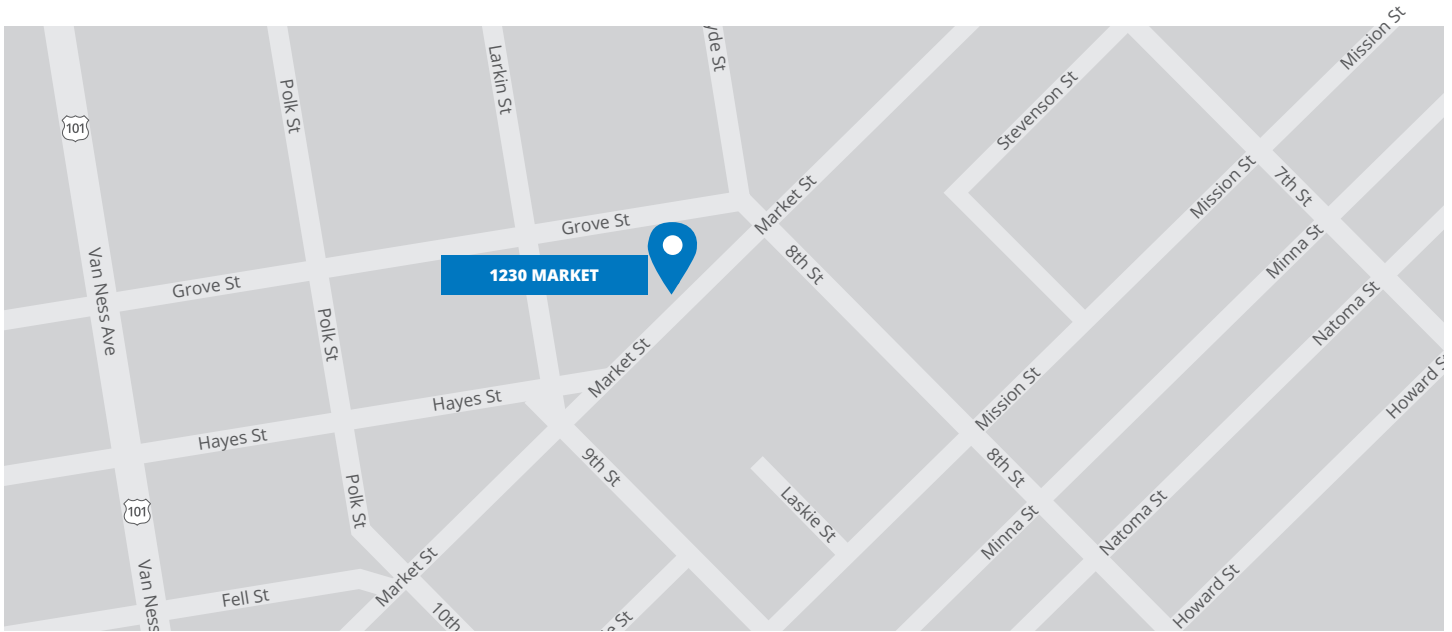 Mission St
yde St
Larkin St
Polk St
Stevenson St
101
Mission St
7th St
Market St
Grove St
Minna St
8th St
1230 MARKET
Grove St
Van Ness Ave
Natoma St
Polk St
Market St
Howard S
Hayes St
Mission St
Hayes St
9th St
8th St
Polk St
101
Laskie St
Natoma St
Minna St
Market St
Van Ness
Fell St
Howard St
10th
e St